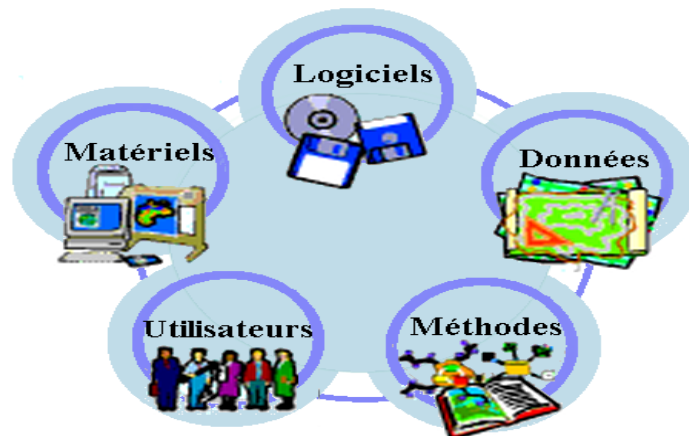 Logiciels
Matériels
Données
Utilisateurs
Méthodes